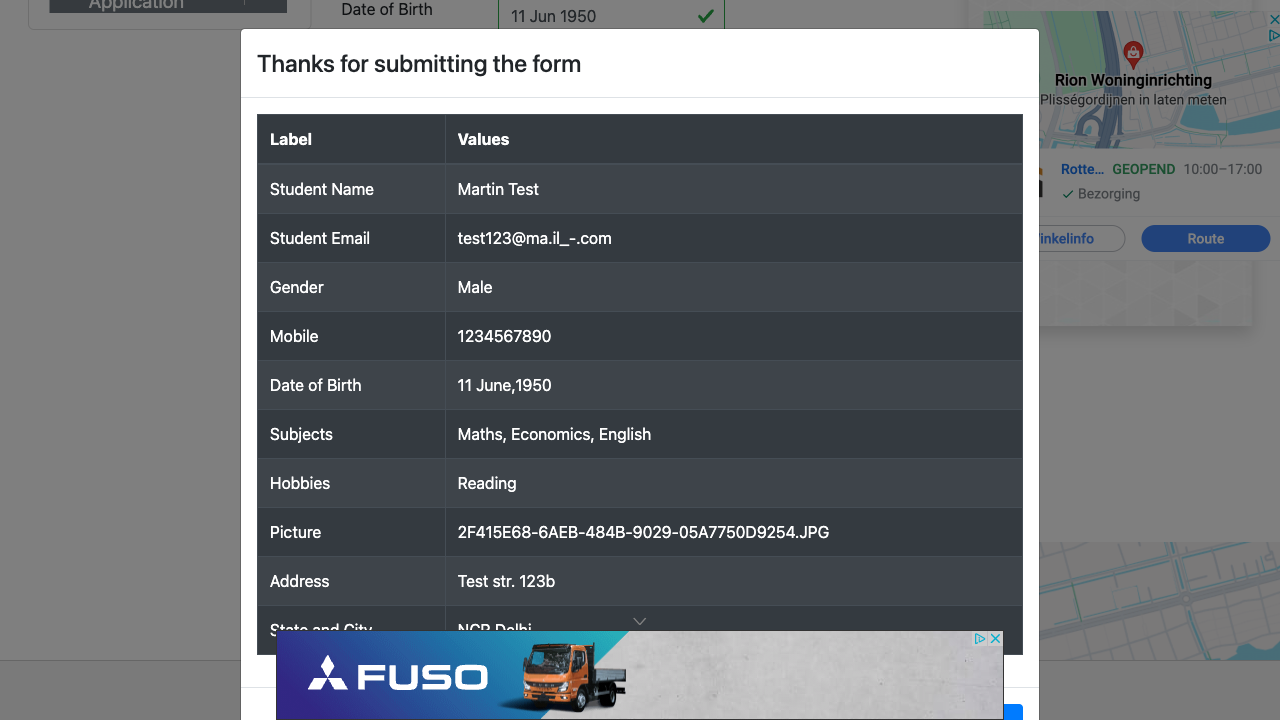 Application
Date of Birth
11 Jun 1950
Thanks for submitting the form
Label Values
Student Name Martin Test
Student Email test123@ma.il_-.com
Gender Male
Mobile 1234567890
Date of Birth 11 June,1950
Subjects Maths, Economics, English
Hobbies Reading
Picture 2F415E68-6AEB-484B-9029-05A7750D9254.JPG
Address Test str. 123b
State and City NCR Delhi
FUSO
Rion Woninginrichting
Plisségordijnen in laten meten
Rotte... GEOPEND 10:00–17:00
Bezorging
inkelinfo Route